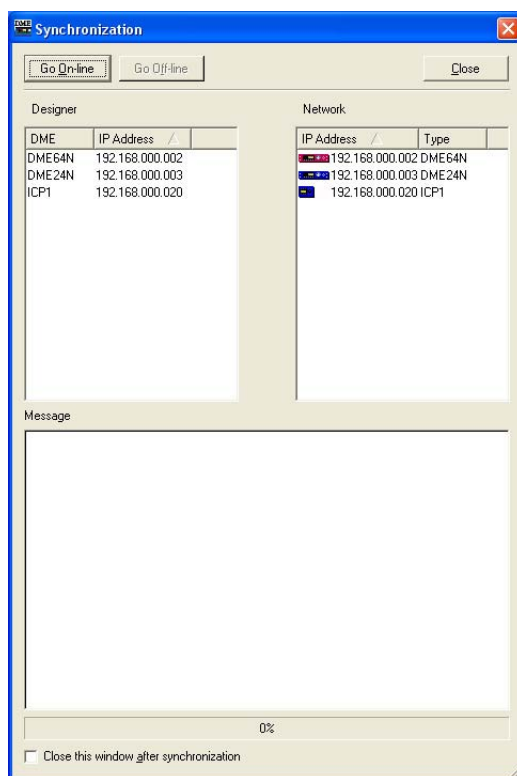 DME Synchronization
Go On-line Go Off-line Close
Designer Network
DME IP Address IP Address Type
DME64N 192.168.000.002 192.168.000.002 DME64N
DME24N 192.168.000.003 192.168.000.003 DME24N
ICP1 192.168.000.020 192.168.000.020 ICP1
Message
0%
Close this window after synchronization